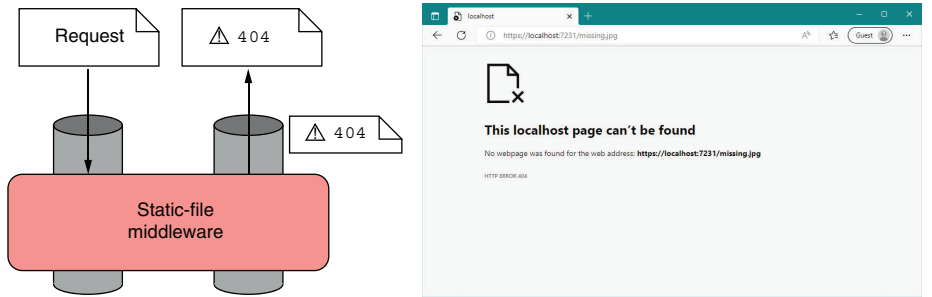 Request
⚠ 404
⚠ 404
Static-file
middleware
localhost
https://localhost:7231/missing.jpg
Guest
This localhost page can’t be found
No webpage was found for the web address: https://localhost:7231/missing.jpg
HTTP ERROR 404